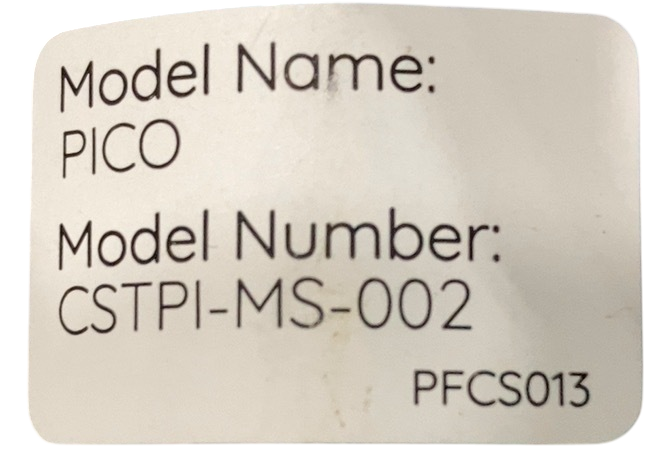 Model Name:
PICO
Model Number:
CSTPI-MS-002
PFCS013